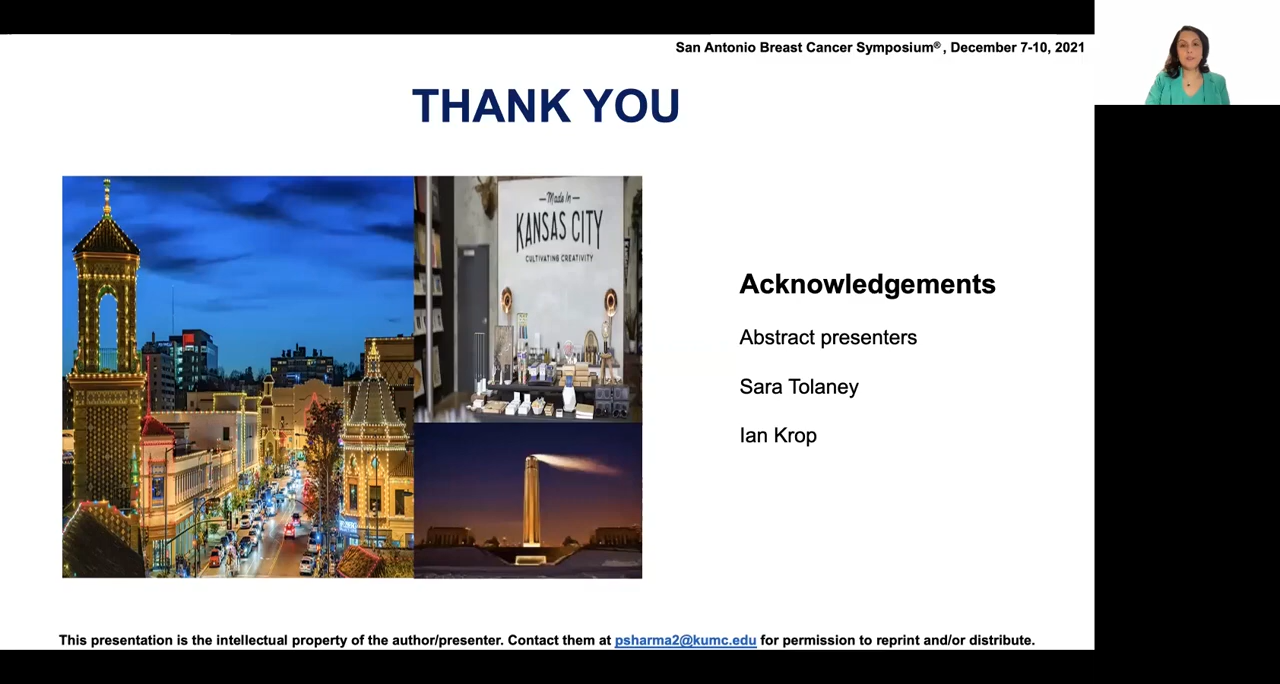 San Antonio Breast Cancer Symposium® , December 7-10, 2021
THANK YOU
—Made In—
KANSAS CITY
CULTIVATING CREATIVITY
Acknowledgements
Abstract presenters
Sara Tolaney
Ian Krop
This presentation is the intellectual property of the author/presenter. Contact them at psharma2@kumc.edu for permission to reprint and/or distribute.